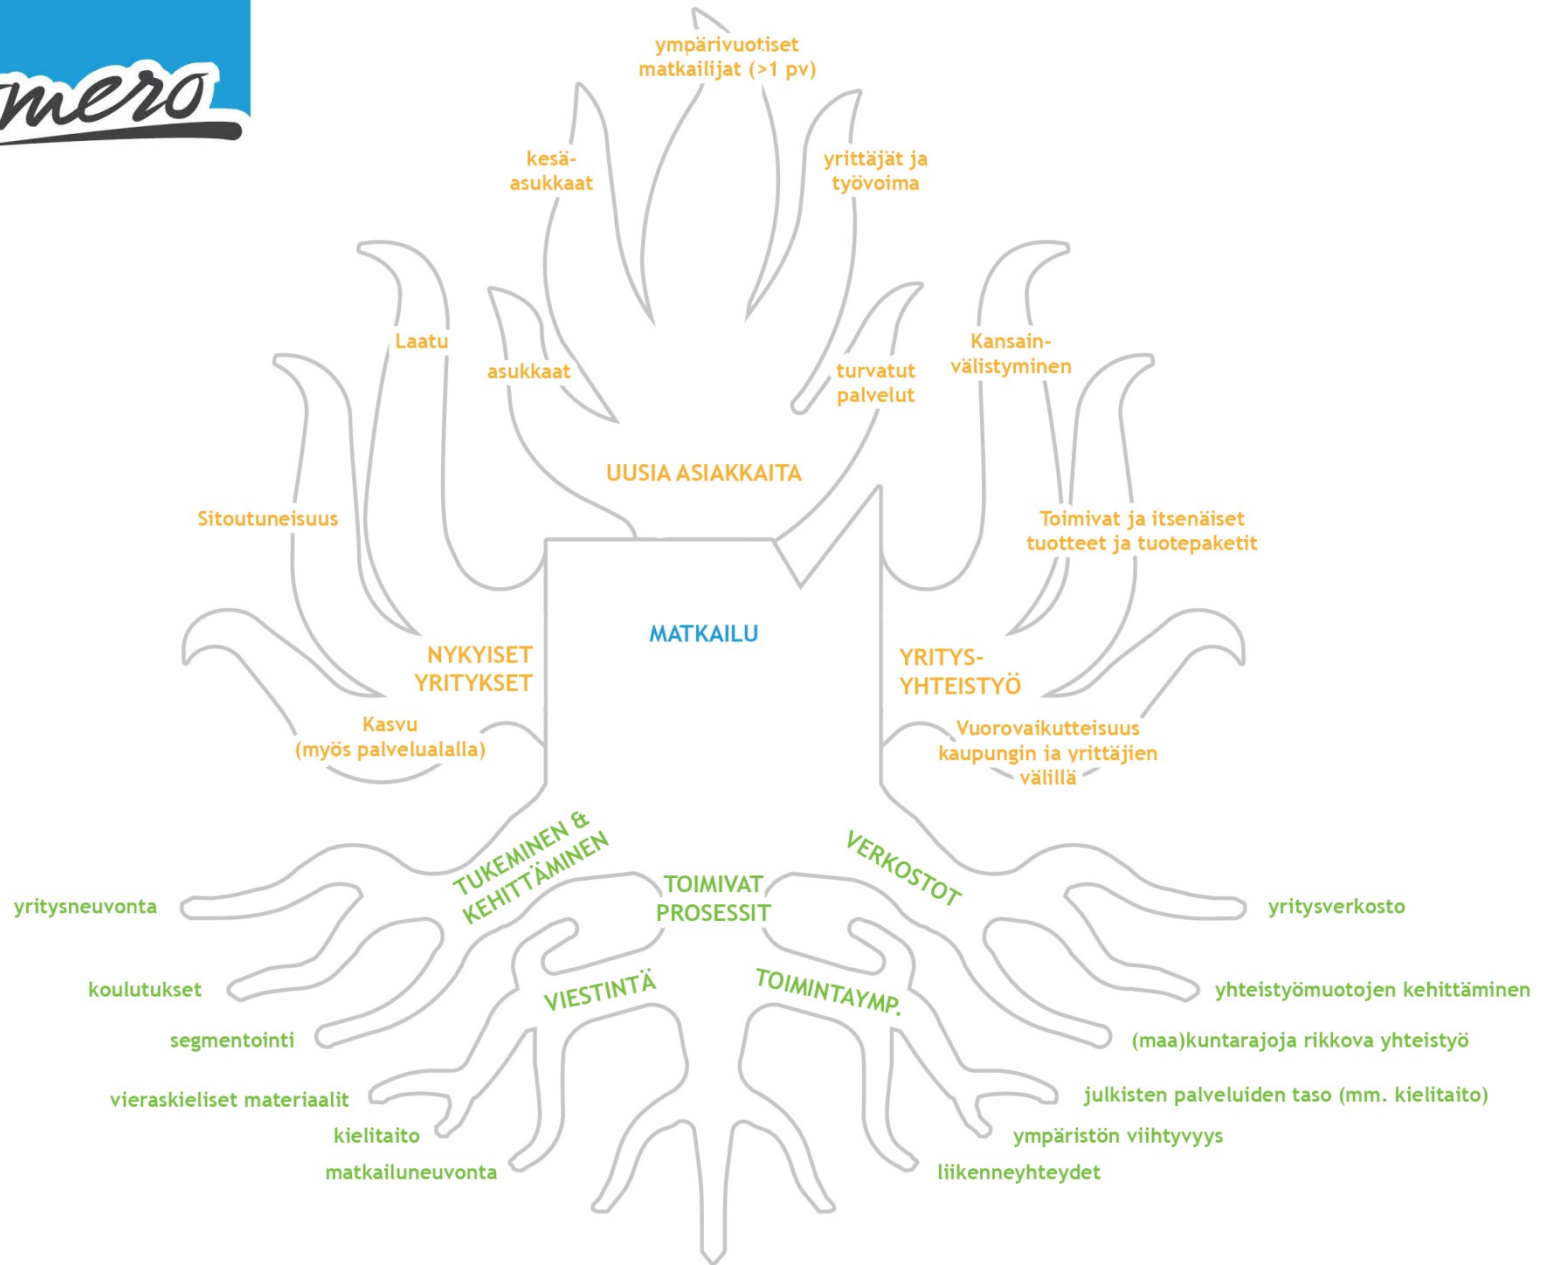 mero
ympärivuotiset
matkailijat (>1 pv)
kesä-
asukkaat
yrittäjät ja
työvoima
Laatu
asukkaat
turvatut
palvelut
Kansain-
välistyminen
UUSIA ASIAKKAITA
Sitoutuneisuus
Toimivat ja itsenäiset
tuotteet ja tuotepaketit
MATKAILU
NYKYISET
YRITYKSET
YRITYS-
YHTEISTYÖ
Kasvu
(myös palvelualalla)
Vuorovaikutteisuus
kaupungin ja yrittäjien
välillä
TUKEMINEN &
KEHITTÄMINEN
TOIMIVAT
PROSESSIT
VERKOSTOT
yritysneuvonta
yritysverkosto
VIESTINTÄ
TOIMINTAYMP.
koulutukset
yhteistyömuotojen kehittäminen
segmentointi
(maa)kuntarajoja rikkova yhteistyö
vieraskieliset materiaalit
julkisten palveluiden taso (mm. kielitaito)
kielitaito
ympäristön viihtyvyys
matkailuneuvonta
liikenneyhteydet